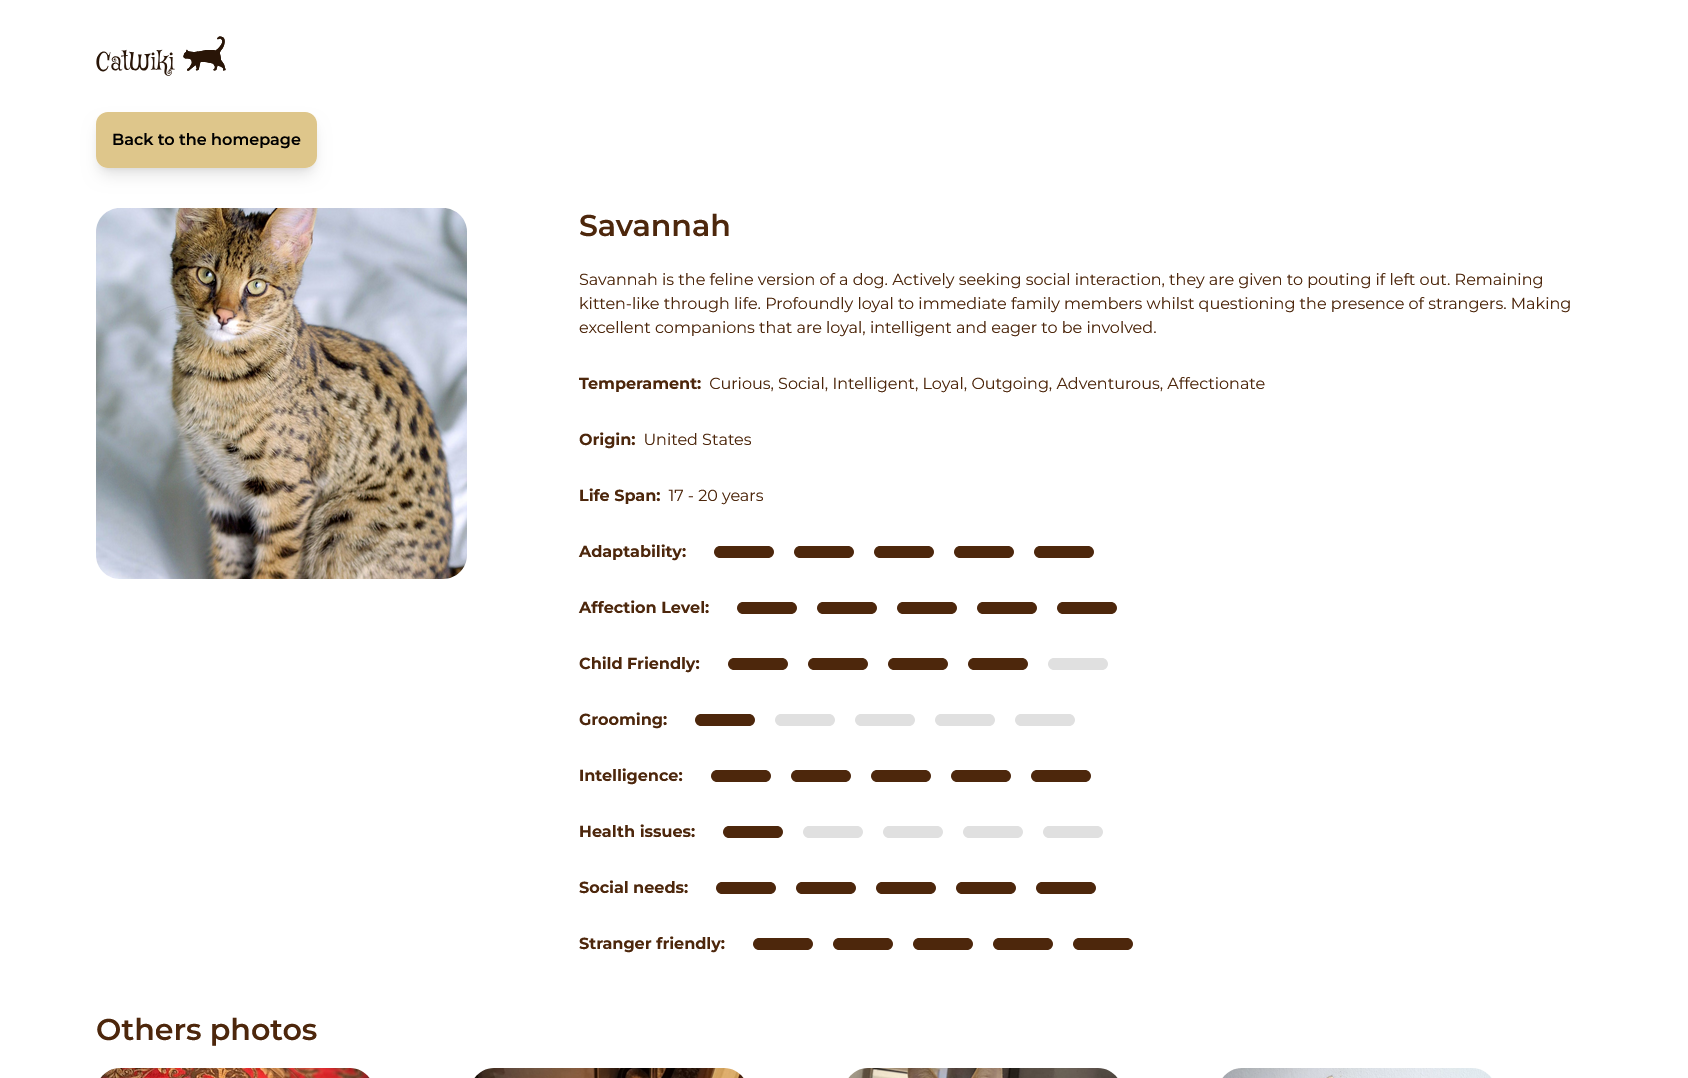 CatWiki
Back to the homepage
Savannah
Savannah is the feline version of a dog. Actively seeking social interaction, they are given to pouting if left out. Remaining
kitten-like through life. Profoundly loyal to immediate family members whilst questioning the presence of strangers. Making
excellent companions that are loyal, intelligent and eager to be involved.
Temperament: Curious, Social, Intelligent, Loyal, Outgoing, Adventurous, Affectionate
Origin: United States
Life Span: 17 - 20 years
Adaptability:
Affection Level:
Child Friendly:
Grooming:
Intelligence:
Health issues:
Social needs:
Stranger friendly:
Others photos